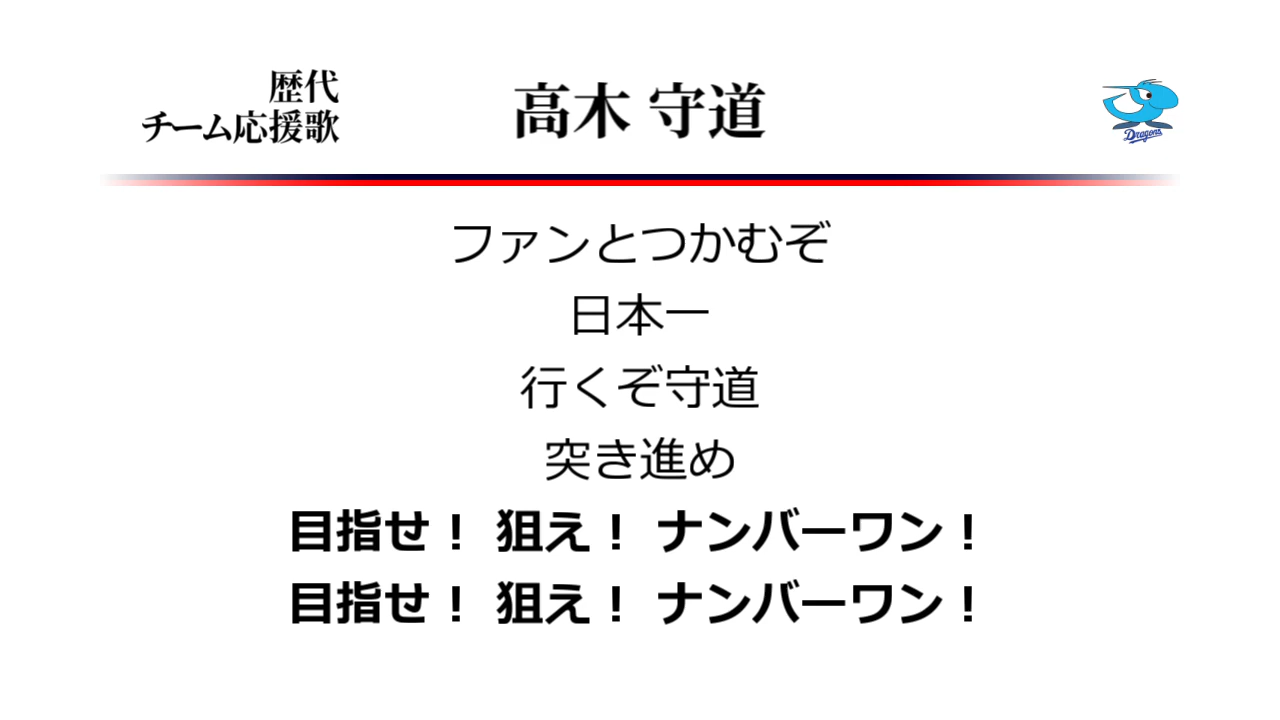 歴代
チーム応援歌
高木 守道
Dragons
ファンとつかむぞ
日本一
行くぞ守道
突き進め
目指せ! 狙え! ナンバーワン!
目指せ! 狙え! ナンバーワン!